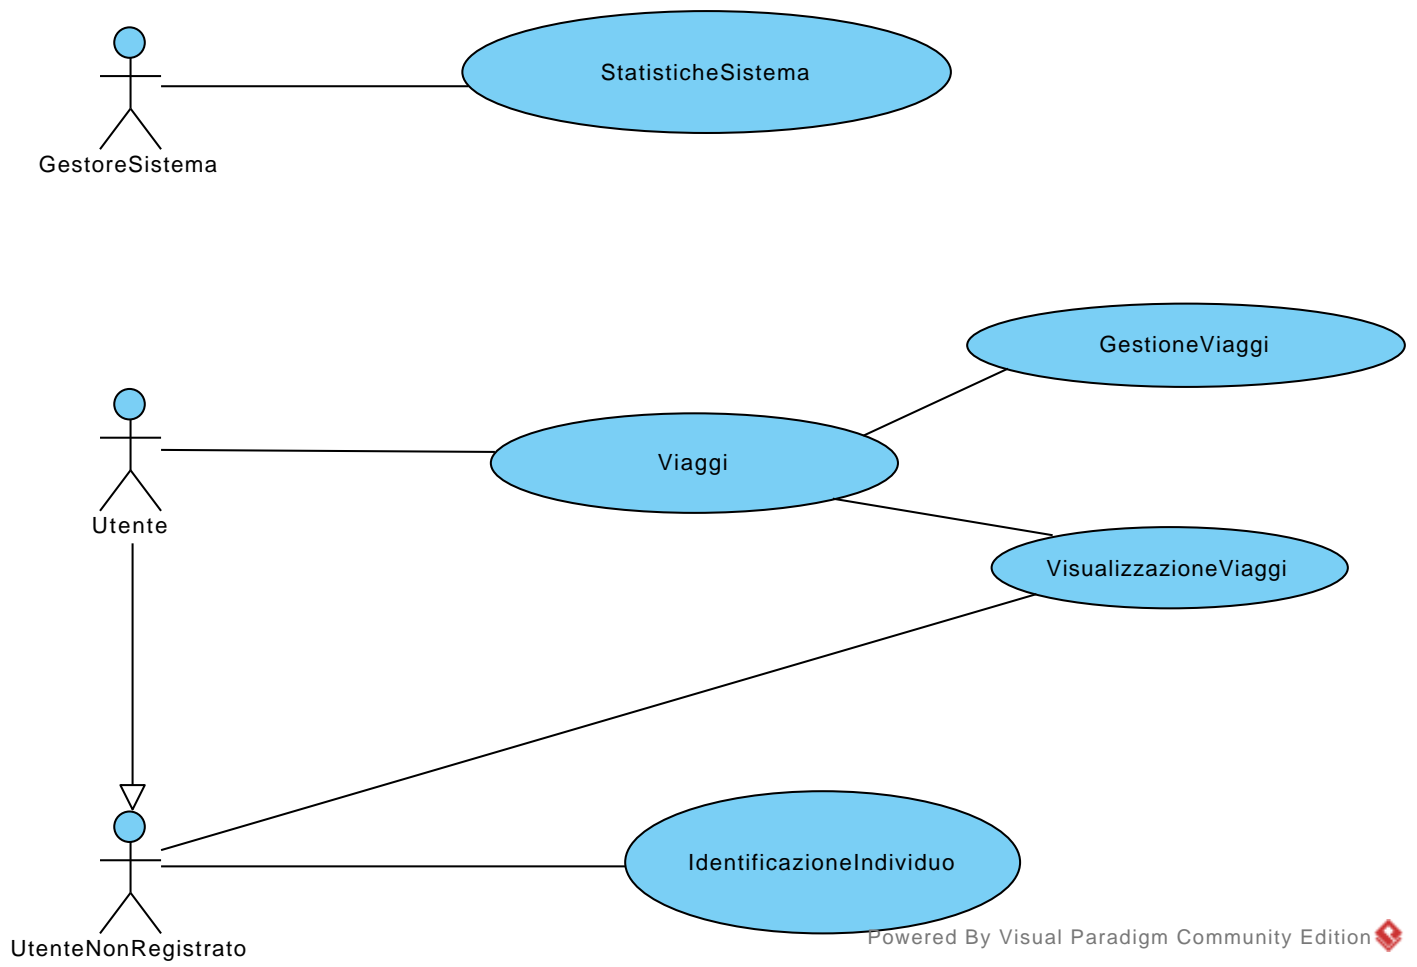 StatisticheSistema
GestoreSistema
GestioneViaggi
Viaggi
Utente
VisualizzazioneViaggi
IdentificazioneIndividuo
UtenteNonRegistrato
Powered By Visual Paradigm Community Edition